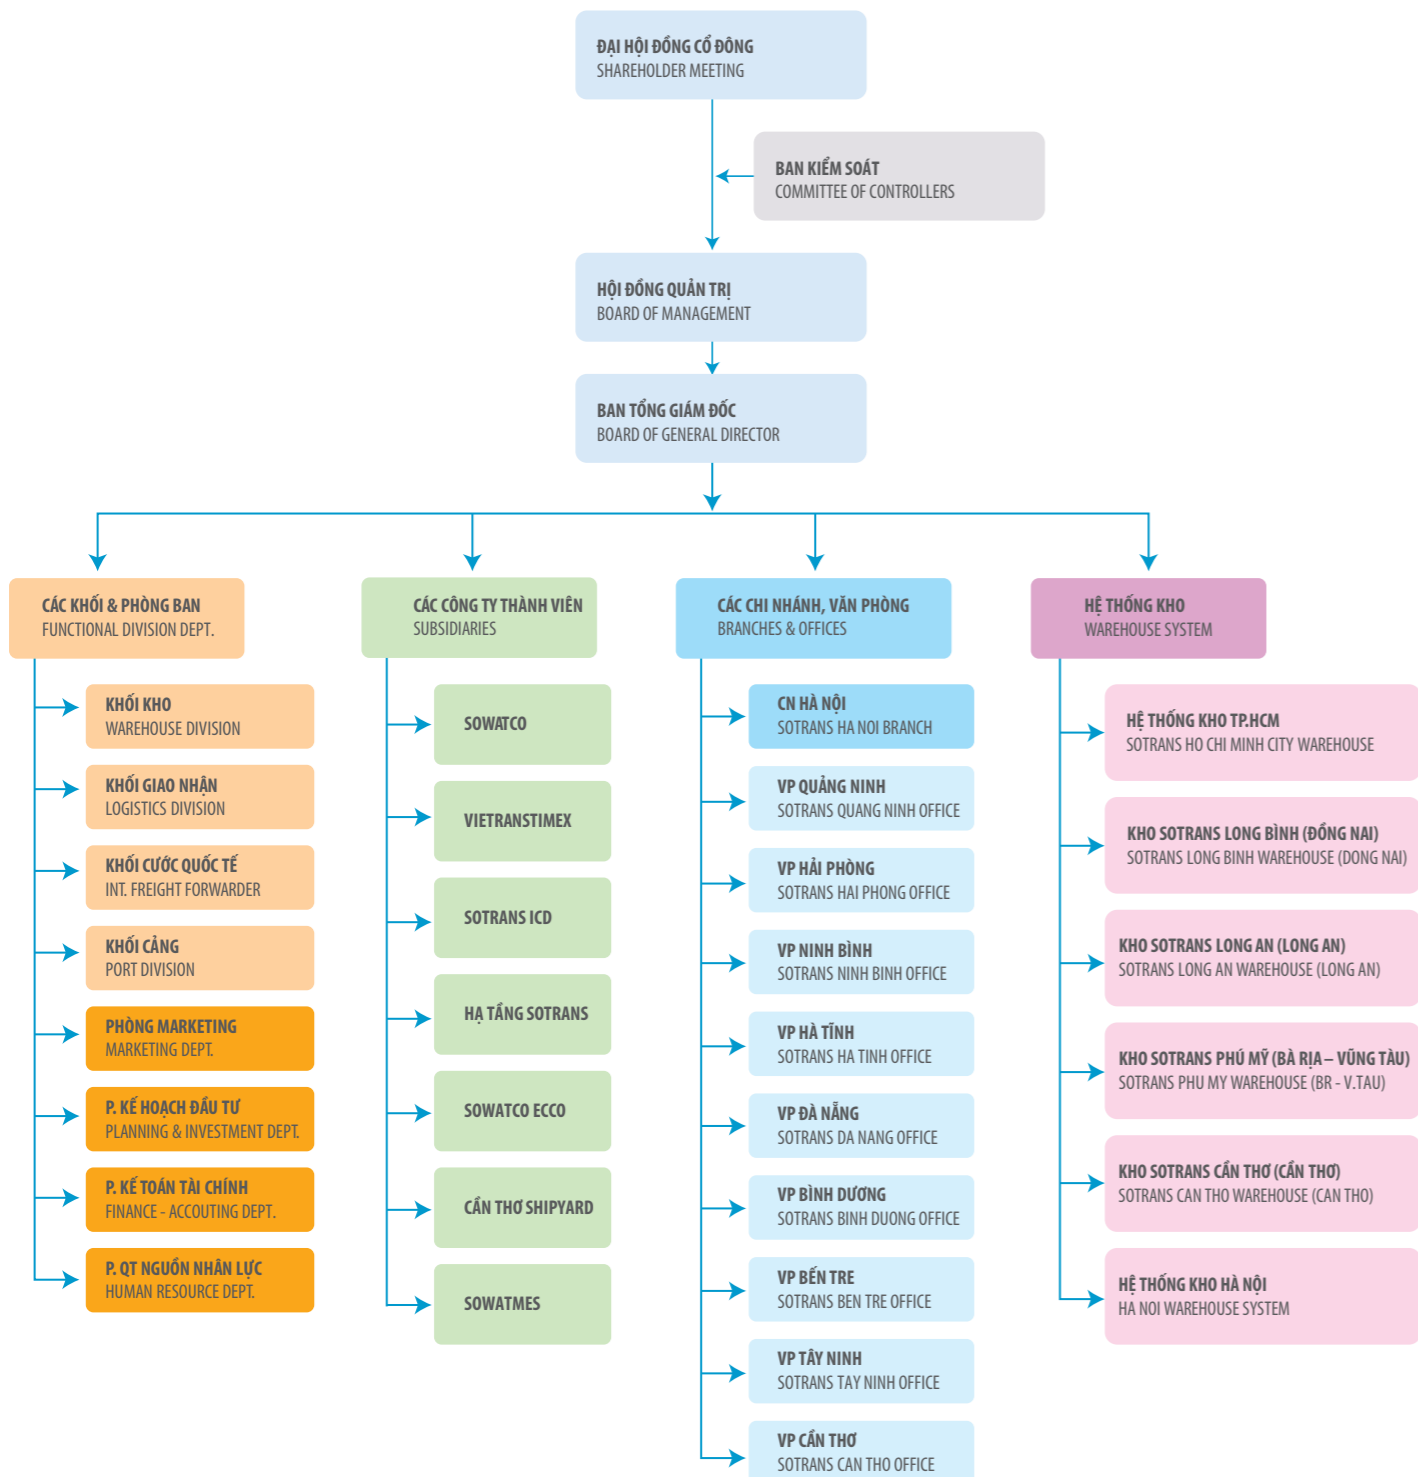 ĐẠI HỘI ĐỒNG CỔ ĐÔNG
SHAREHOLDER MEETING
BAN KIỂM SOÁT
COMMITTEE OF CONTROLLERS
HỘI ĐỒNG QUẢN TRỊ
BOARD OF MANAGEMENT
BAN TỔNG GIÁM ĐỐC
BOARD OF GENERAL DIRECTOR
CÁC KHỐI & PHÒNG BAN
FUNCTIONAL DIVISION DEPT.
KHỐI KHO
WAREHOUSE DIVISION
KHỐI GIAO NHẬN
LOGISTICS DIVISION
KHỐI CƯỚC QUỐC TẾ
INT. FREIGHT FORWARDER
KHỐI CẢNG
PORT DIVISION
PHÒNG MARKETING
MARKETING DEPT.
P. KẾ HOẠCH ĐẦU TƯ
PLANNING & INVESTMENT DEPT.
P. KẾ TOÁN TÀI CHÍNH
FINANCE - ACCOUTING DEPT.
P. QT NGUỒN NHÂN LỰC
HUMAN RESOURCE DEPT.
CÁC CÔNG TY THÀNH VIÊN
SUBSIDIARIES
SOWATCO
VIETRANSTIMEX
SOTRANS ICD
HẠ TẦNG SOTRANS
SOWATCO ECCO
CẦN THƠ SHIPYARD
SOWATMES
CÁC CHI NHÁNH, VĂN PHÒNG
BRANCHES & OFFICES
CN HÀ NỘI
SOTRANS HA NOI BRANCH
VP QUẢNG NINH
SOTRANS QUANG NINH OFFICE
VP HẢI PHÒNG
SOTRANS HAI PHONG OFFICE
VP NINH BÌNH
SOTRANS NINH BINH OFFICE
VP HÀ TĨNH
SOTRANS HA TINH OFFICE
VP ĐÀ NẴNG
SOTRANS DA NANG OFFICE
VP BÌNH DƯƠNG
SOTRANS BINH DUONG OFFICE
VP BẾN TRE
SOTRANS BEN TRE OFFICE
VP TÂY NINH
SOTRANS TAY NINH OFFICE
VP CẦN THƠ
SOTRANS CAN THO OFFICE
HỆ THỐNG KHO
WAREHOUSE SYSTEM
HỆ THỐNG KHO TP.HCM
SOTRANS HO CHI MINH CITY WAREHOUSE
KHO SOTRANS LONG BÌNH (ĐỒNG NAI)
SOTRANS LONG BINH WAREHOUSE (DONG NAI)
KHO SOTRANS LONG AN (LONG AN)
SOTRANS LONG AN WAREHOUSE (LONG AN)
KHO SOTRANS PHÚ MỸ (BÀ RỊA – VŨNG TÀU)
SOTRANS PHU MY WAREHOUSE (BR - V.TAU)
KHO SOTRANS CẦN THƠ (CẦN THƠ)
SOTRANS CAN THO WAREHOUSE (CAN THO)
HỆ THỐNG KHO HÀ NỘI
HA NOI WAREHOUSE SYSTEM